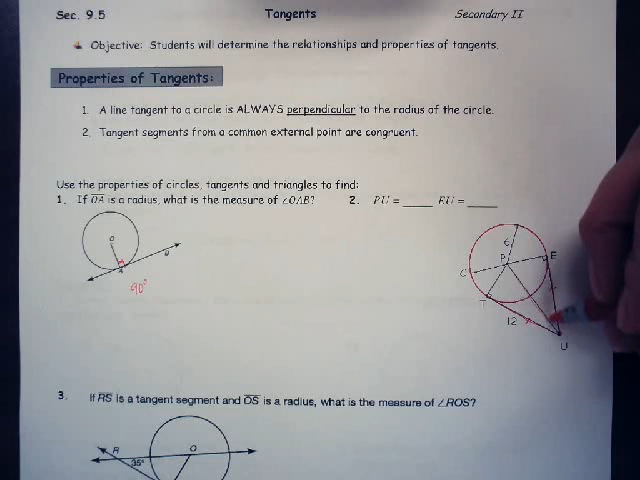 Sec. 9.5 Tangents Secondary II
Objective: Students will determine the relationships and properties of tangents.
Properties of Tangents:
1. A line tangent to a circle is ALWAYS perpendicular to the radius of the circle.
2. Tangent segments from a common external point are congruent.
Use the properties of circles, tangents and triangles to find:
1. If OA is a radius, what is the measure of ∠OAB? 2. PU = ____ EU = ____
O
A
B
90°
6
P
E
C
T
12
U
3. If RS is a tangent segment and OS is a radius, what is the measure of ∠ROS?
R
O
35°